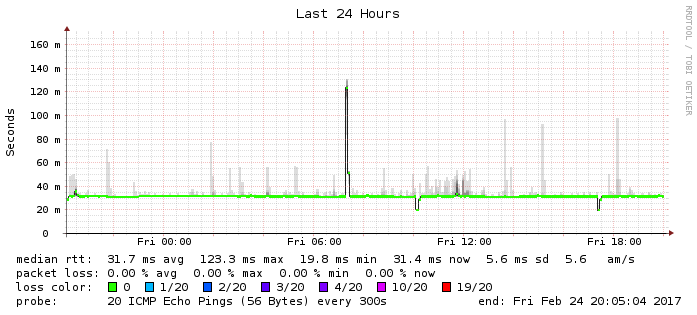 Last 24 Hours
RRDTOOL / TOBI OETIKER
Seconds
160 m
140 m
120 m
100 m
80 m
60 m
40 m
20 m
0
Fri 00:00 Fri 06:00 Fri 12:00 Fri 18:00
median rtt: 31.7 ms avg 123.3 ms max 19.8 ms min 31.4 ms now 5.6 ms sd 5.6 am/s
packet loss: 0.00 % avg 0.00 % max 0.00 % min 0.00 % now
loss color: 0 1/20 2/20 3/20 4/20 10/20 19/20
probe: 20 ICMP Echo Pings (56 Bytes) every 300s end: Fri Feb 24 20:05:04 2017